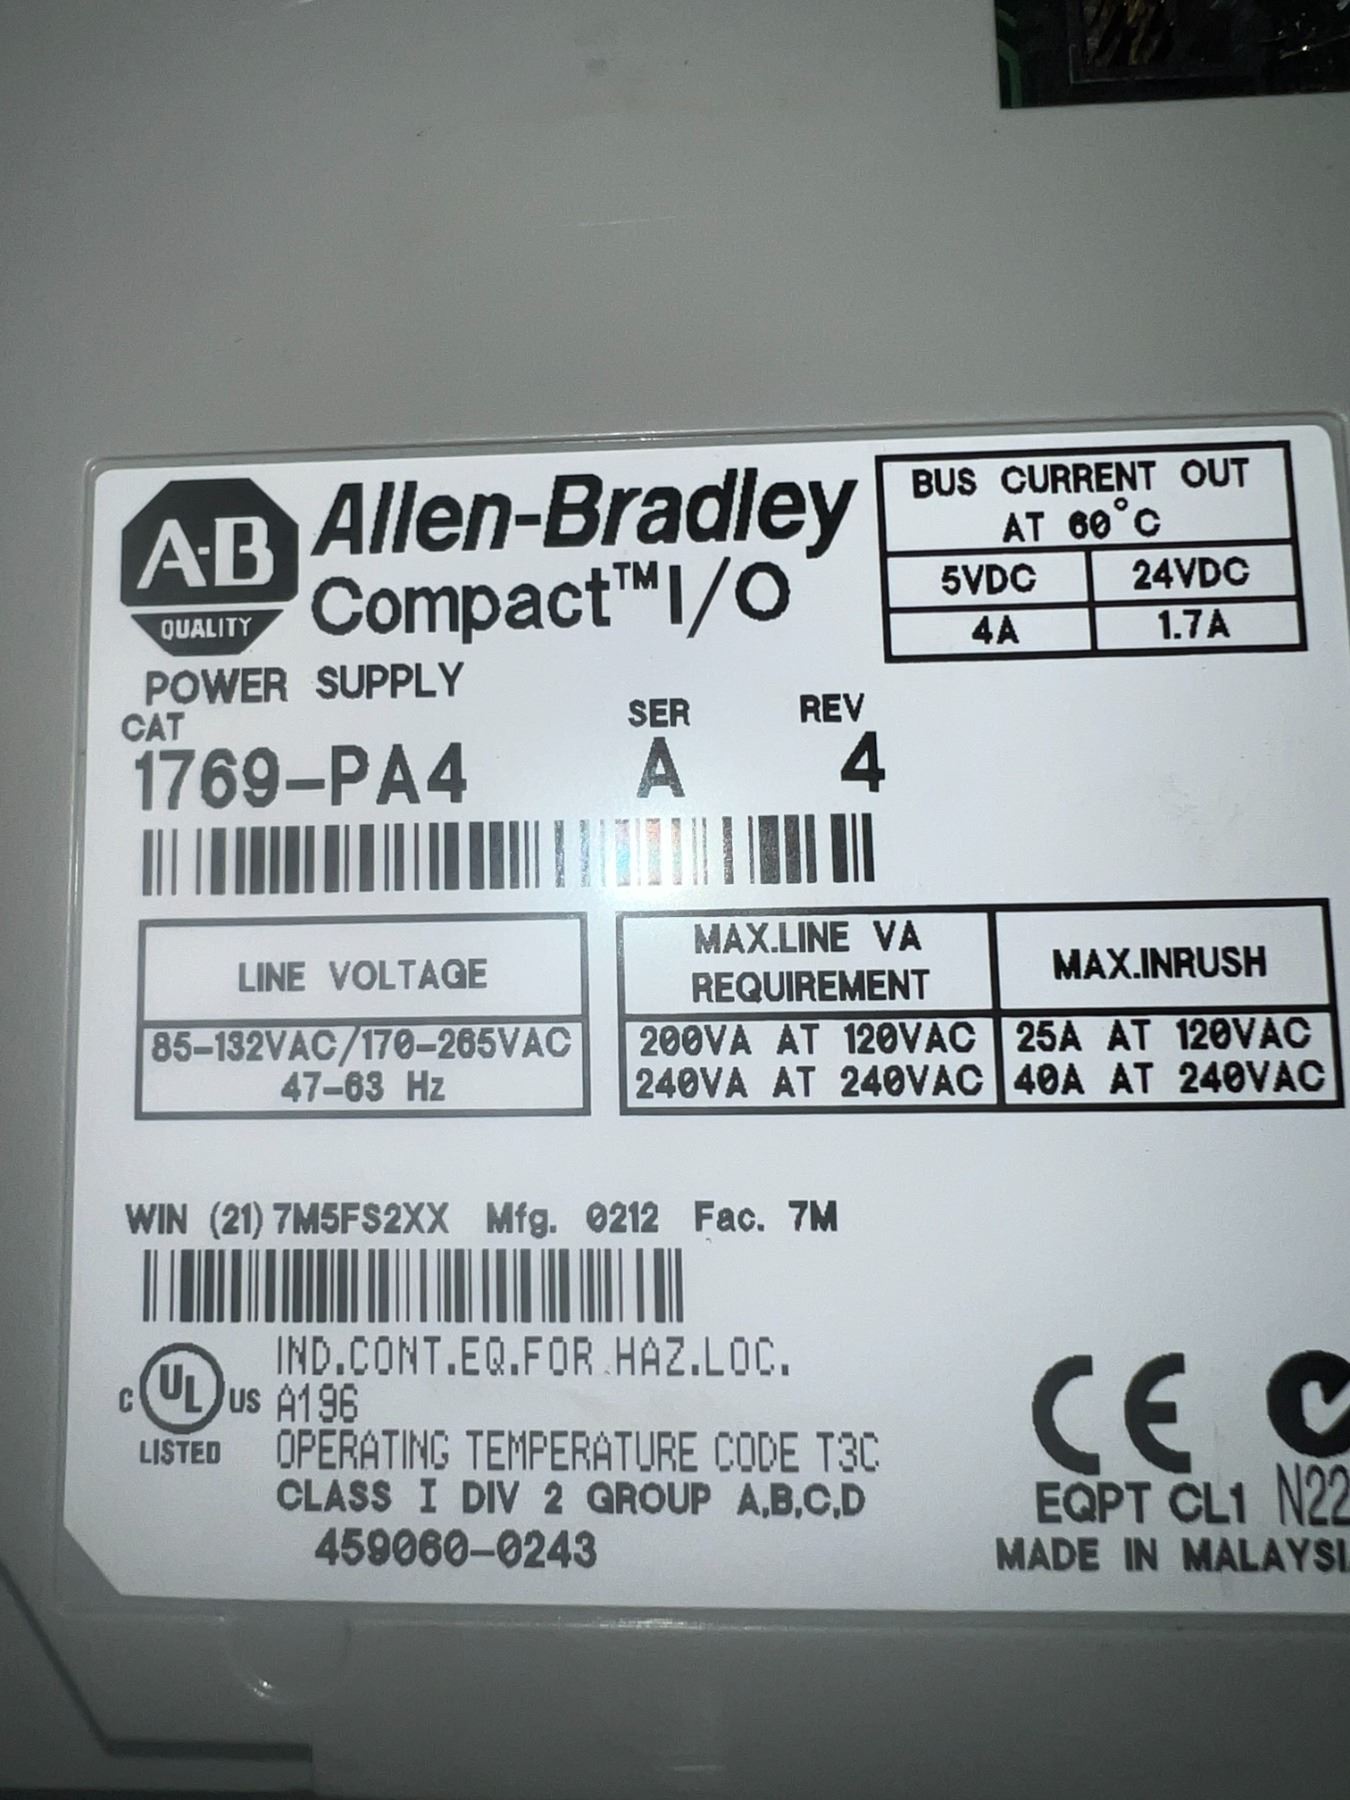 A-B
QUALITY
Allen-Bradley
Compact™ I/O
POWER SUPPLY
BUS CURRENT OUT
AT 60°C
5VDC 24VDC
4A 1.7A
CAT SER REV
1769-PA4 A 4
LINE VOLTAGE
85-132VAC/170-265VAC
47-63 Hz
MAX.LINE VA
REQUIREMENT
MAX.INRUSH
200VA AT 120VAC 25A AT 120VAC
240VA AT 240VAC 40A AT 240VAC
WIN (21) 7M5FS2XX Mfg. 0212 Fac. 7M
C UL US
LISTED
IND.CONT.EQ.FOR HAZ.LOC.
A196
OPERATING TEMPERATURE CODE T3C
CLASS I DIV 2 GROUP A,B,C,D
459060-0243
CE
EQPT CL1 N22
MADE IN MALAYSI